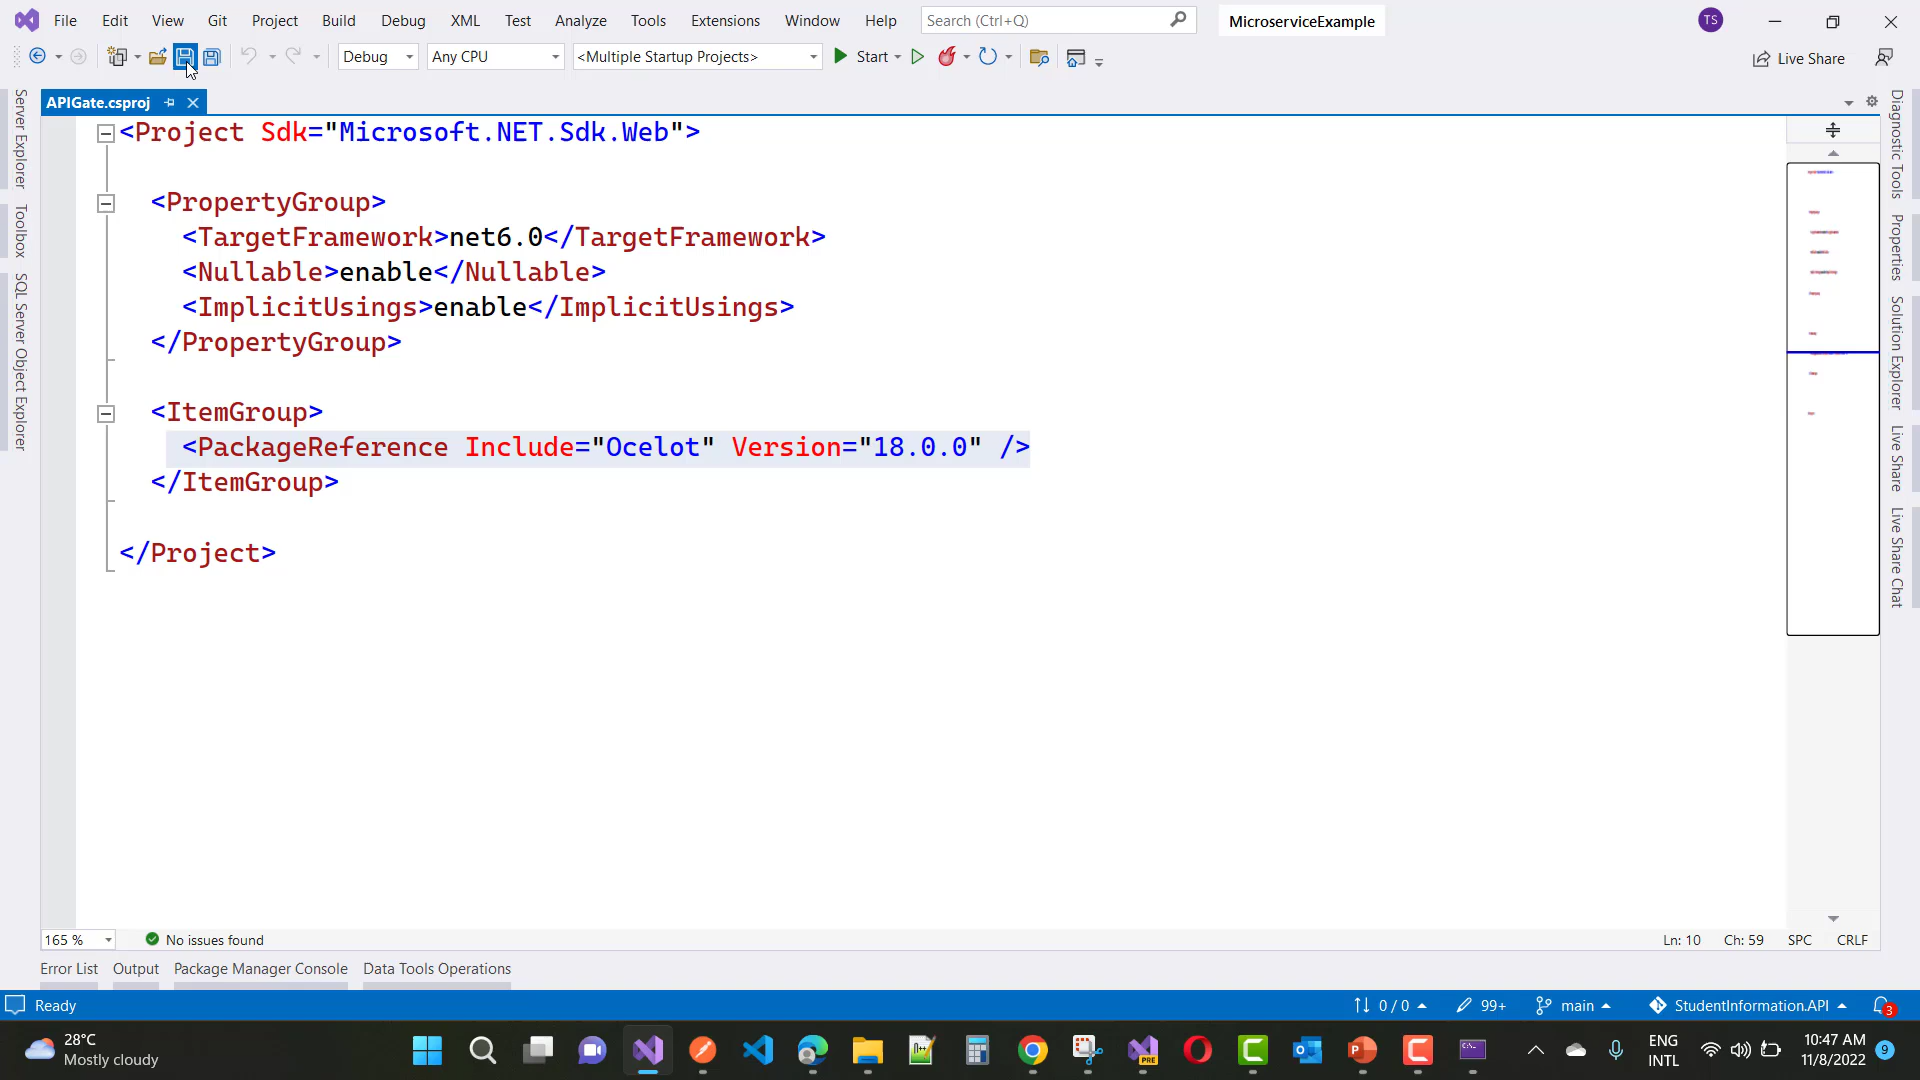 File Edit View Git Project Build Debug XML Test Analyze Tools Extensions Window Help Search (Ctrl+Q) MicroserviceExample TS
Debug Any CPU <Multiple Startup Projects> Start Live Share
APIGate.csproj
<Project Sdk="Microsoft.NET.Sdk.Web">
<PropertyGroup>
<TargetFramework>net6.0</TargetFramework>
<Nullable>enable</Nullable>
<ImplicitUsings>enable</ImplicitUsings>
</PropertyGroup>
<ItemGroup>
<PackageReference Include="Ocelot" Version="18.0.0" />
</ItemGroup>
</Project>
Server Explorer
Toolbox
SQL Server Object Explorer
Diagnostic Tools
Properties
Solution Explorer
Live Share
Live Share Chat
165 % No issues found Ln: 10 Ch: 59 SPC CRLF
Error List Output Package Manager Console Data Tools Operations
Ready 0 / 0 99+ main StudentInformation.API 3
28°C
Mostly cloudy
PRE
ENG
INTL
10:47 AM
11/8/2022
9